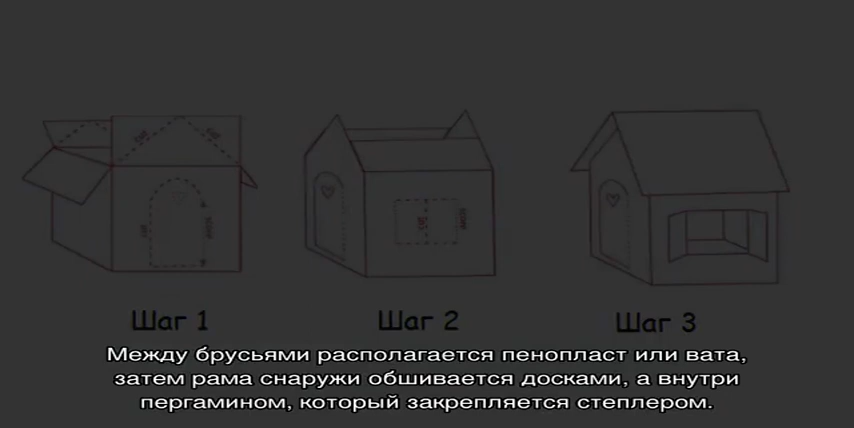 Шаг 1 Шаг 2 Шаг 3
Между брусьями располагается пенопласт или вата,
затем рама снаружи обшивается досками, а внутри
пергамином, который закрепляется степлером.